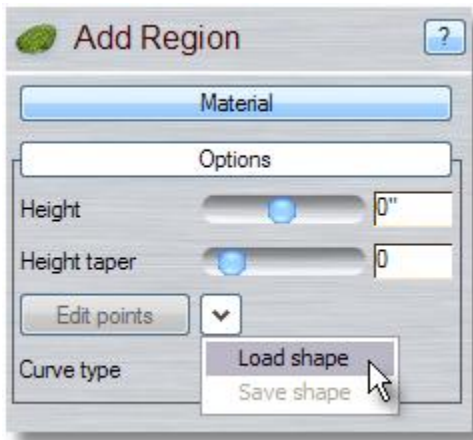 Add Region
?
Material
Options
Height 0"
Height taper 0
Edit points
Load shape
Curve type
Save shape